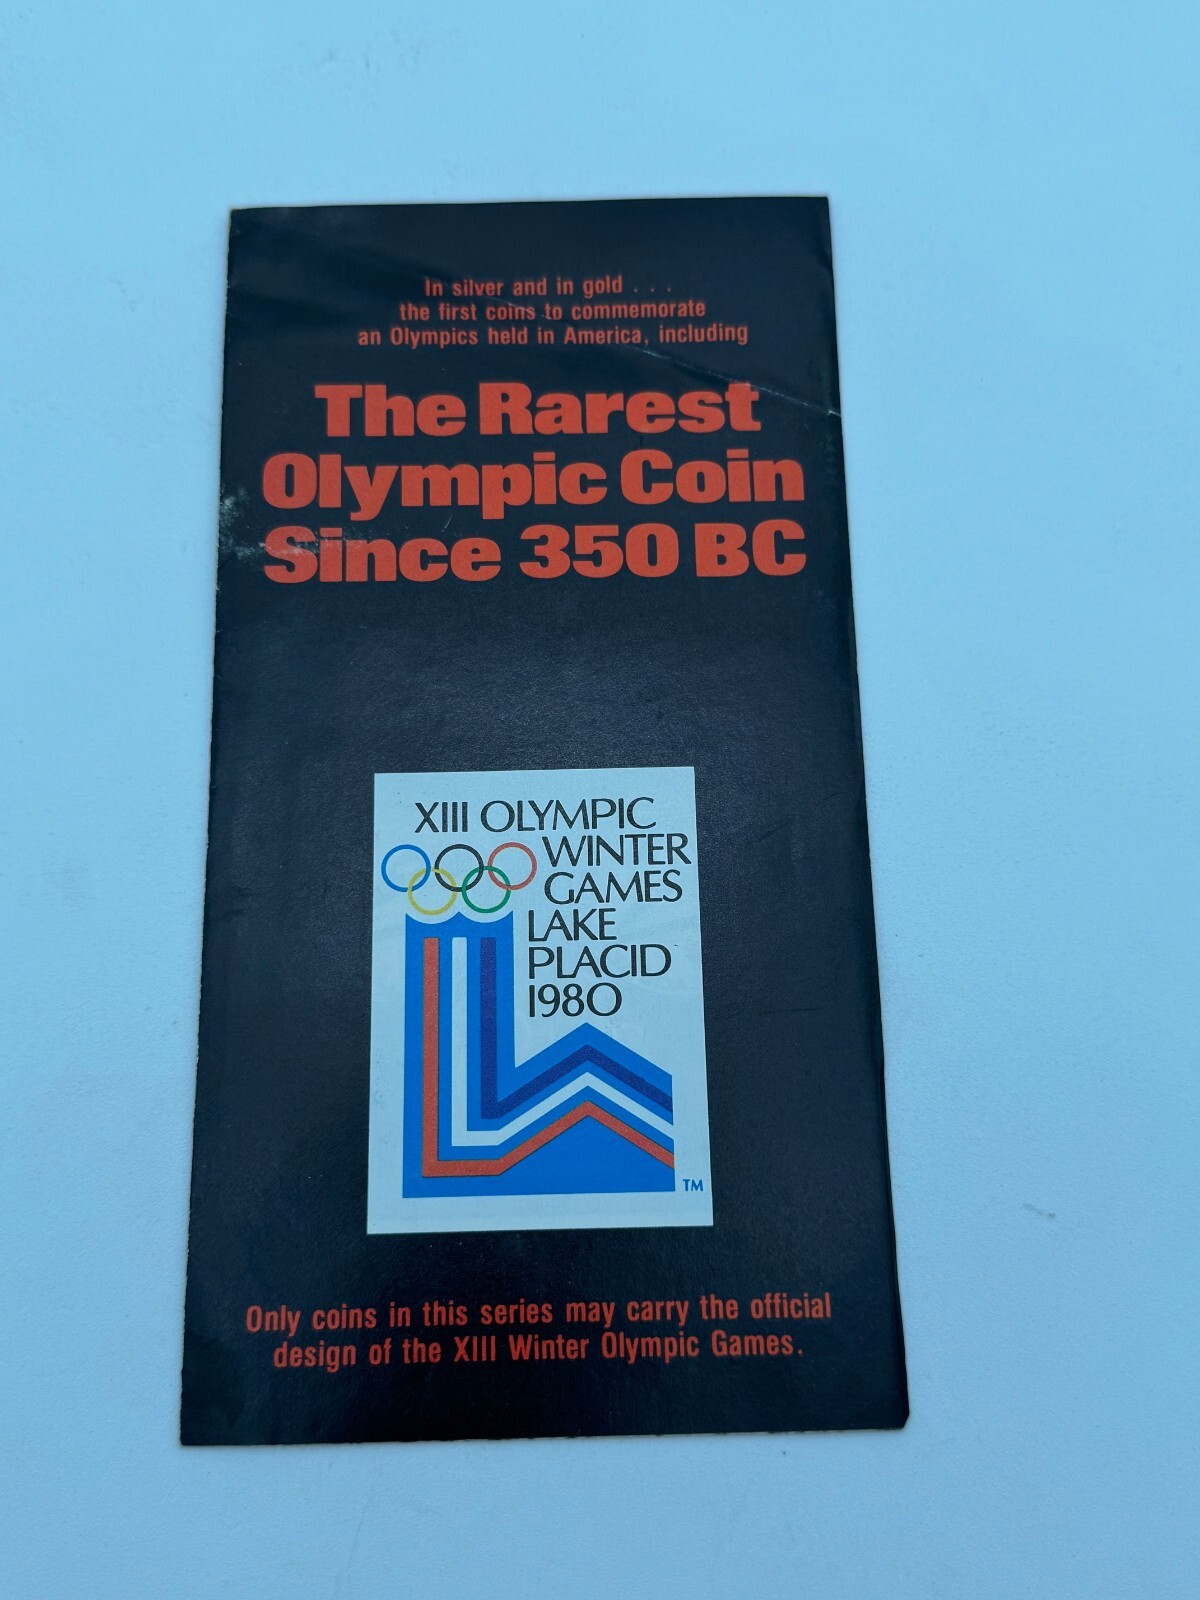 In silver and in gold . . .
the first coins to commemorate
an Olympics held in America, including
The Rarest
Olympic Coin
Since 350 BC
XIII OLYMPIC
WINTER
GAMES
LAKE
PLACID
1980
TM
Only coins in this series may carry the official
design of the XIII Winter Olympic Games.